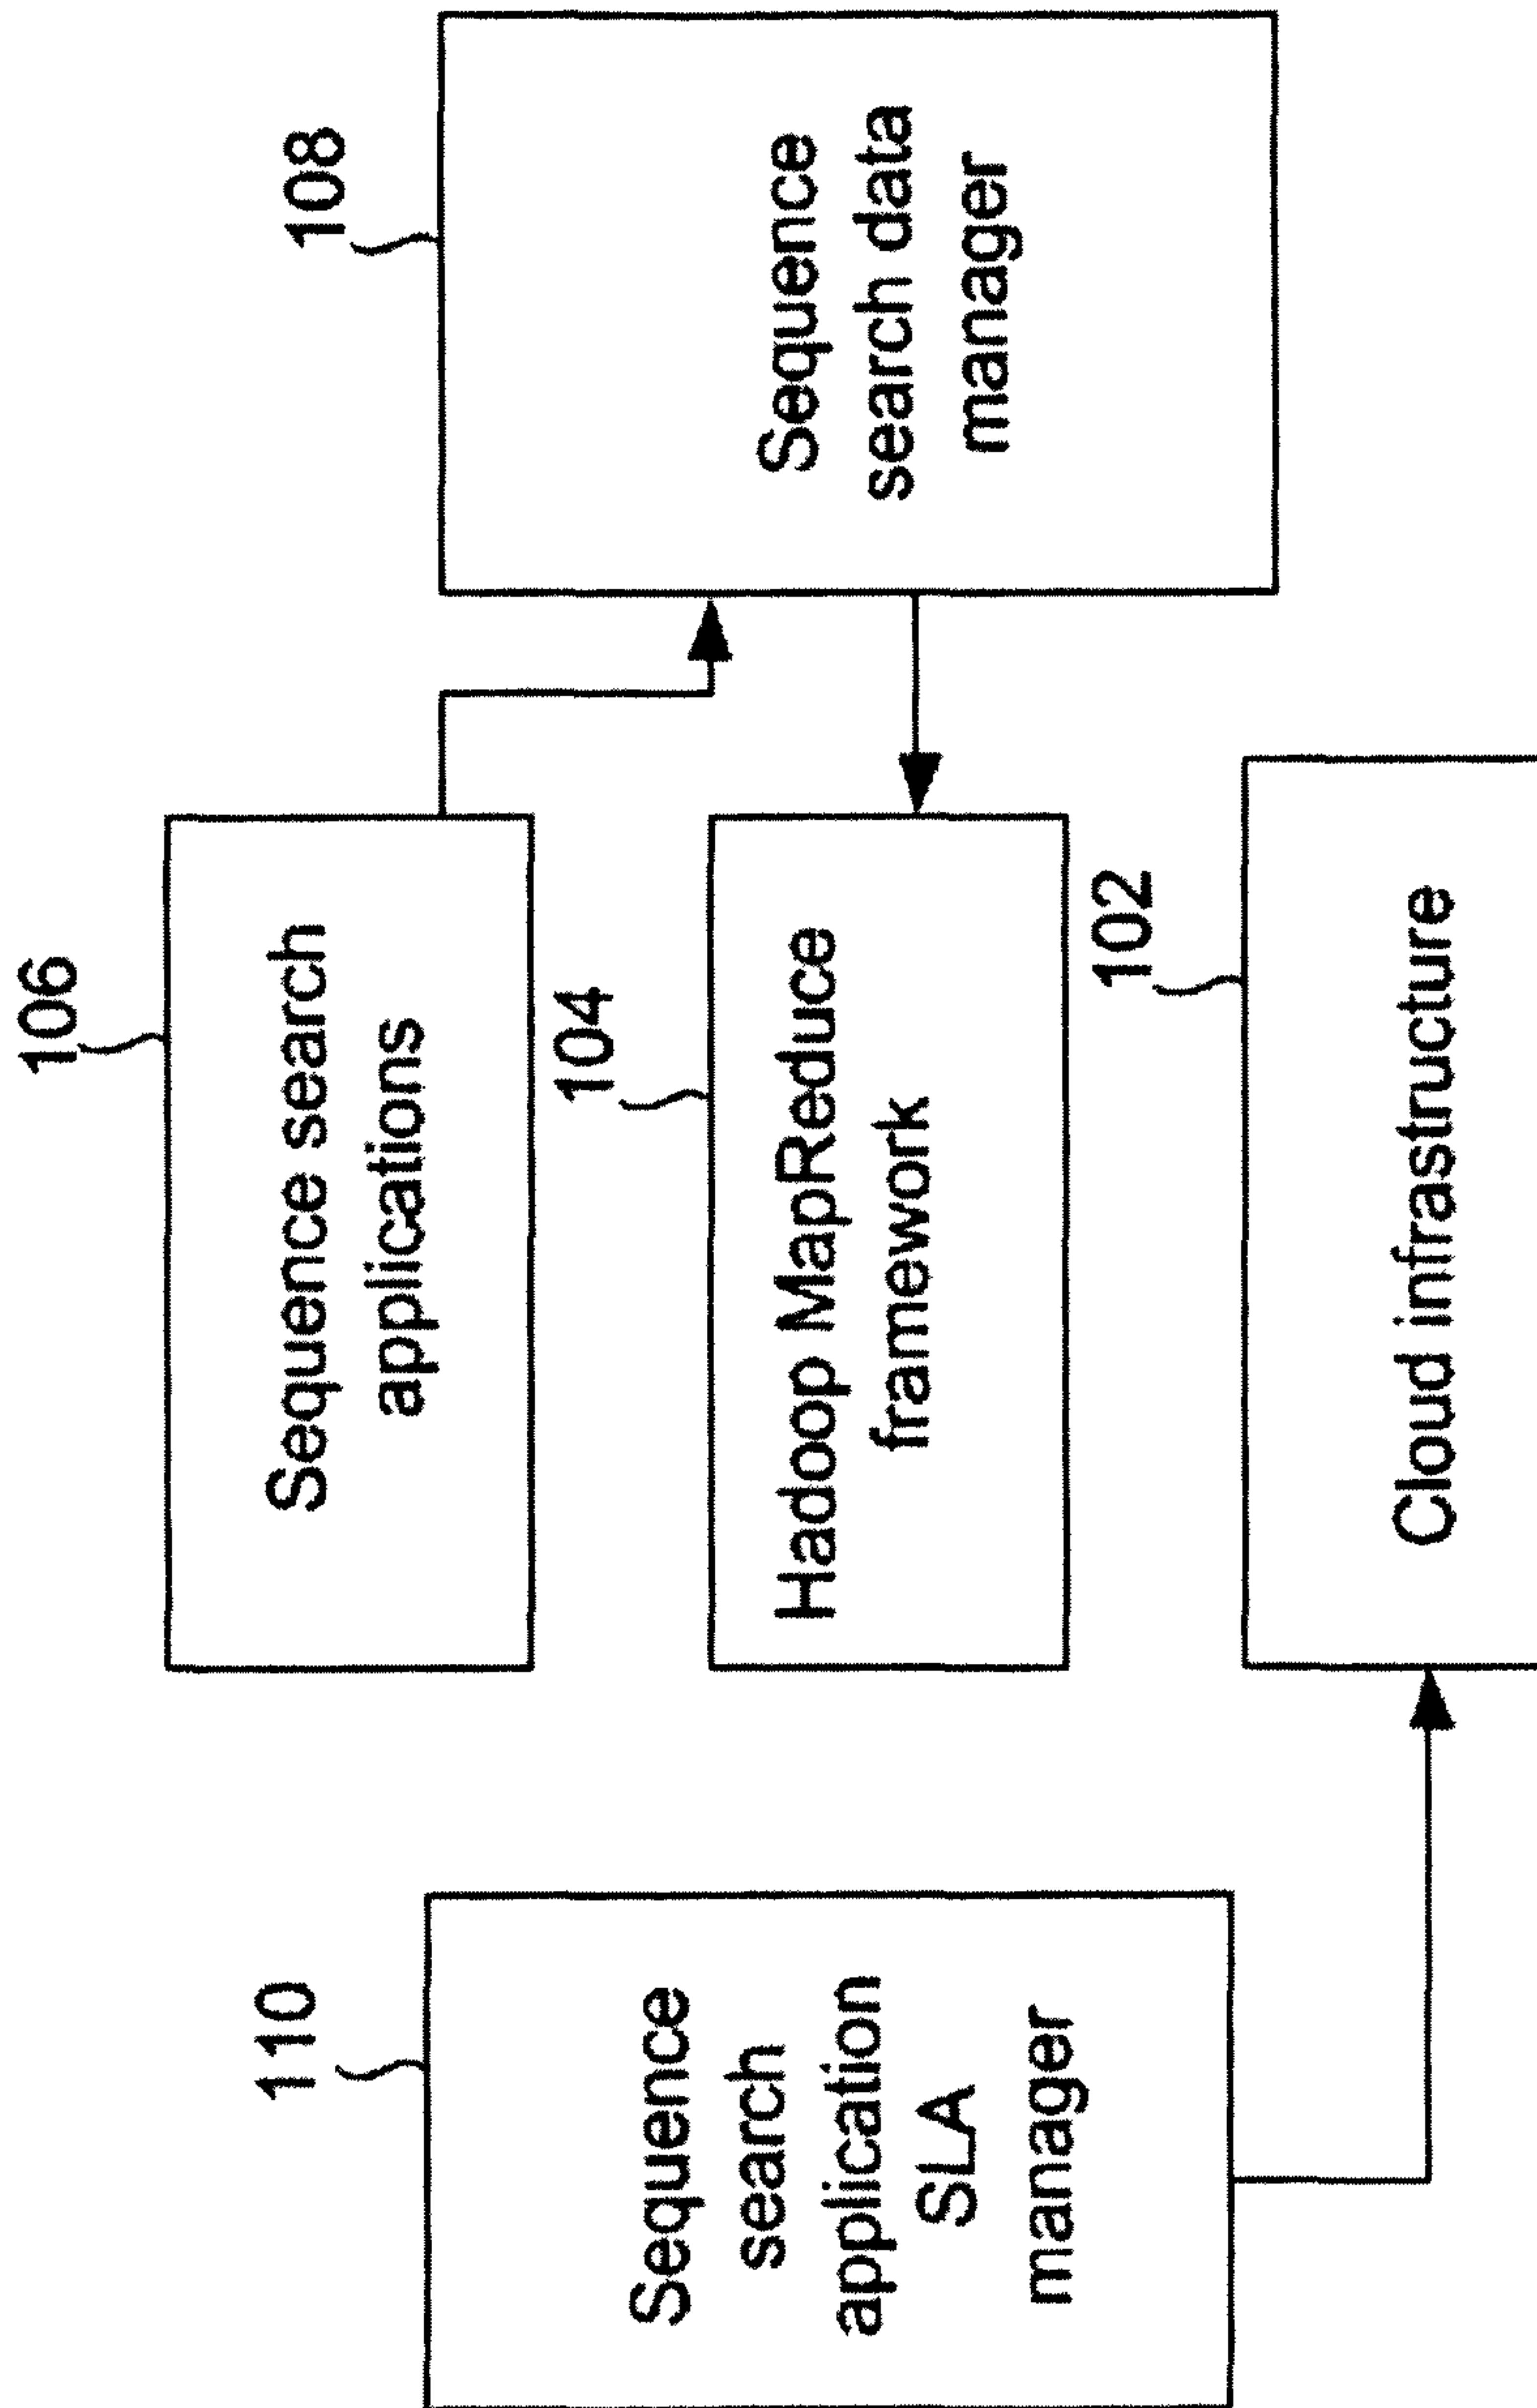 106
Sequence search
applications
108
Sequence
search data
manager
104
Hadoop MapReduce
framework
110
Sequence
search
application
SLA
manager
102
Cloud infrastructure